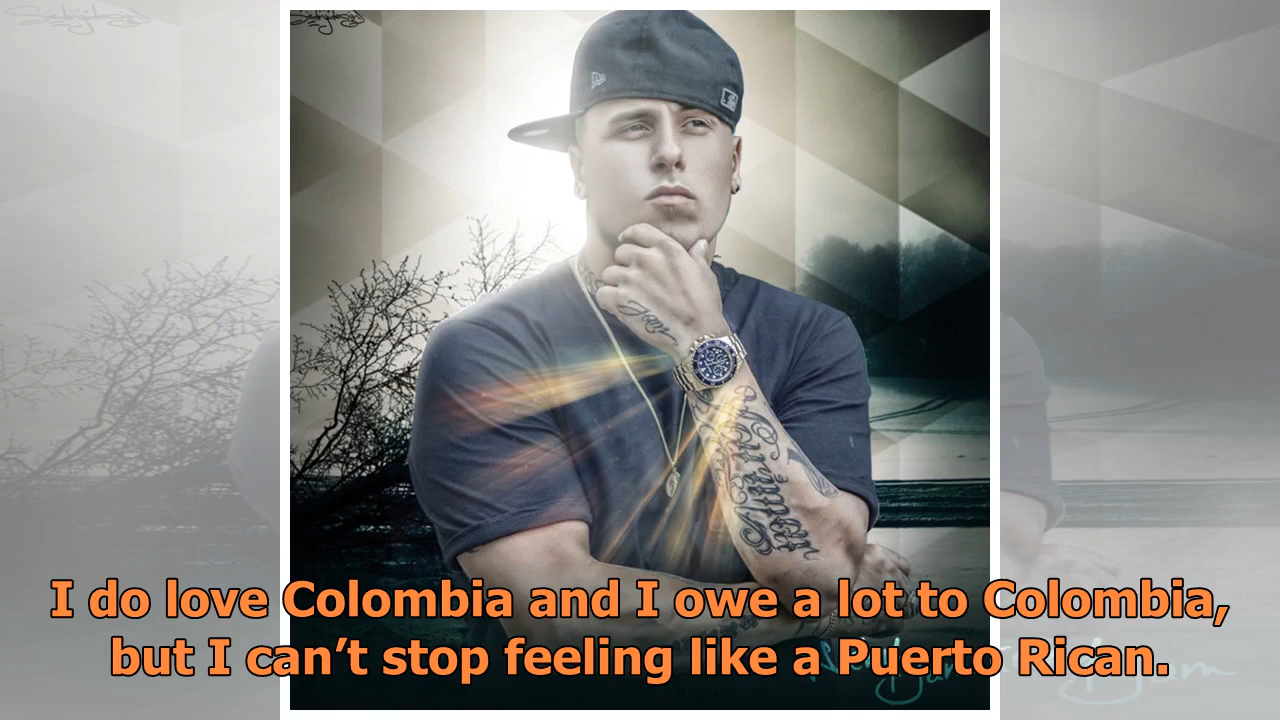 I do love Colombia and I owe a lot to Colombia,
but I can’t stop feeling like a Puerto Rican.